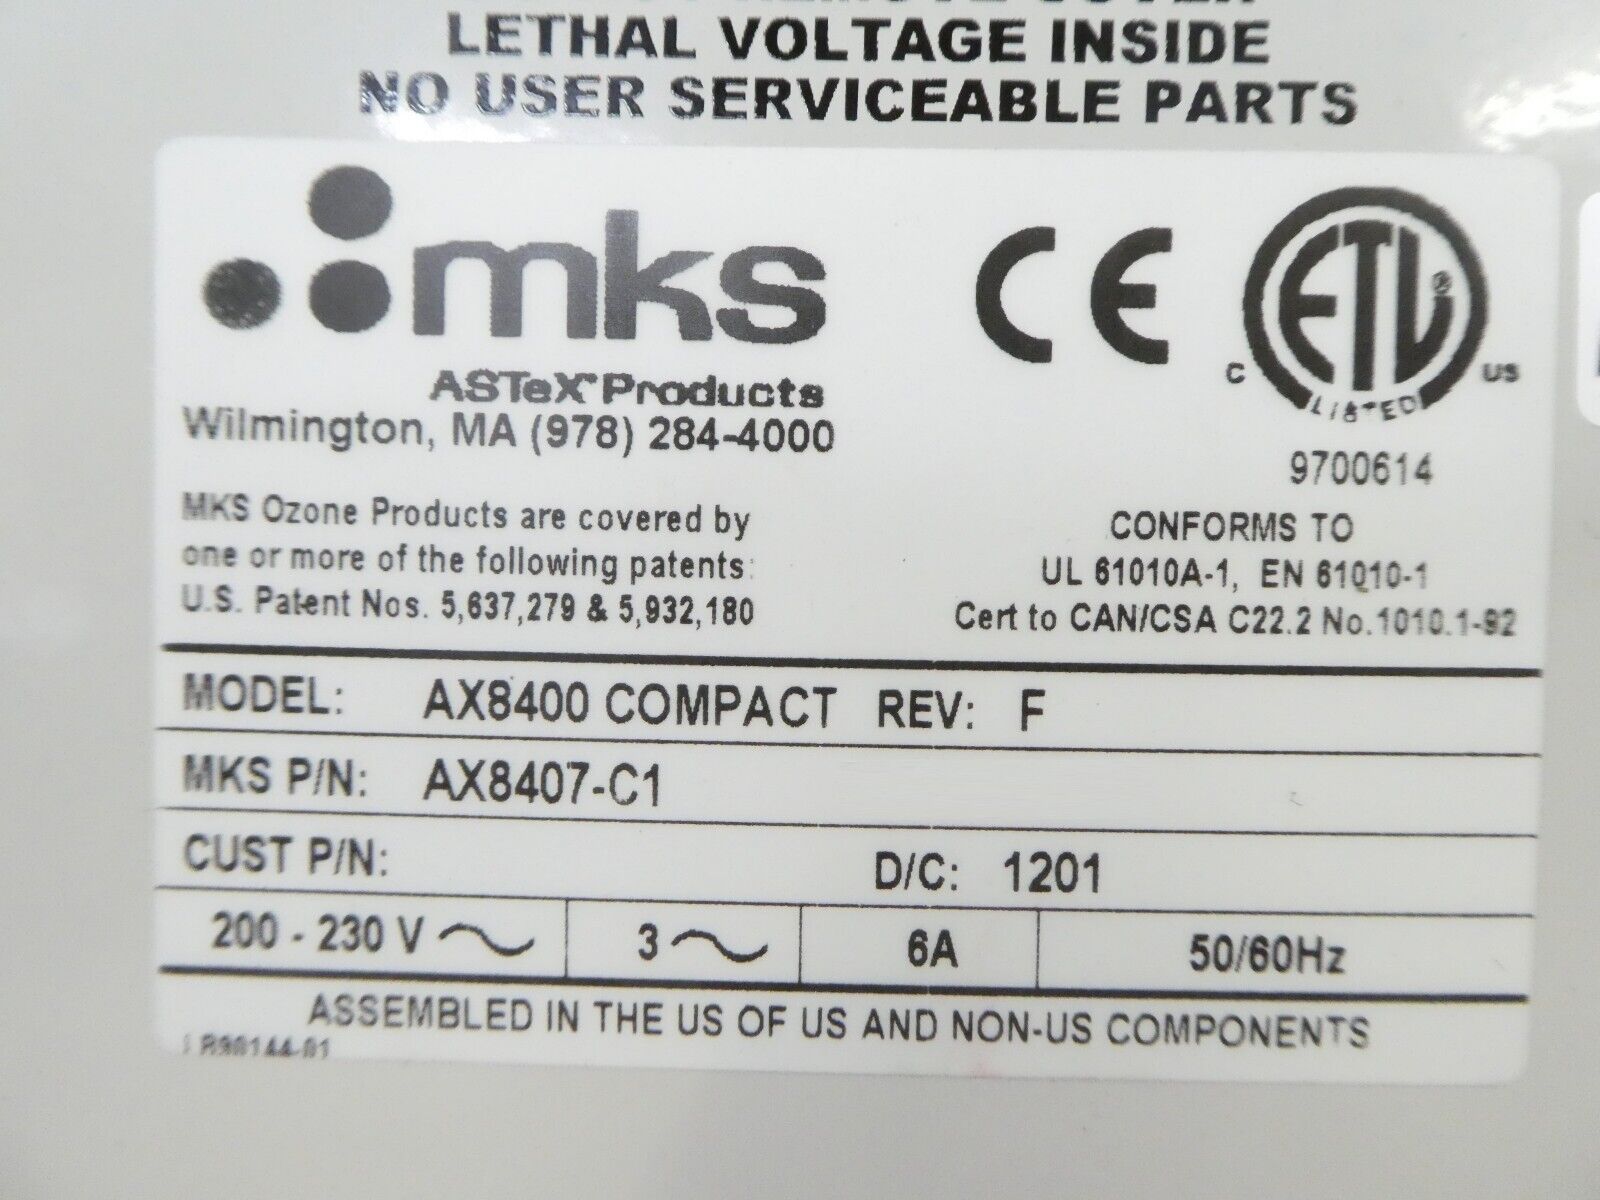 REMOTE COVER
LETHAL VOLTAGE INSIDE
NO USER SERVICEABLE PARTS
mks
ASTeX® Products
Wilmington, MA (978) 284-4000
CE
ETL®
C US
LISTED
9700614
MKS Ozone Products are covered by
one or more of the following patents:
U.S. Patent Nos. 5,637,279 & 5,932,180
CONFORMS TO
UL 61010A-1, EN 61010-1
Cert to CAN/CSA C22.2 No.1010.1-92
MODEL: AX8400 COMPACT REV: F
MKS P/N: AX8407-C1
CUST P/N: D/C: 1201
200 - 230 V ~ 3 ~ 6A 50/60Hz
ASSEMBLED IN THE US OF US AND NON-US COMPONENTS
LB90144-01